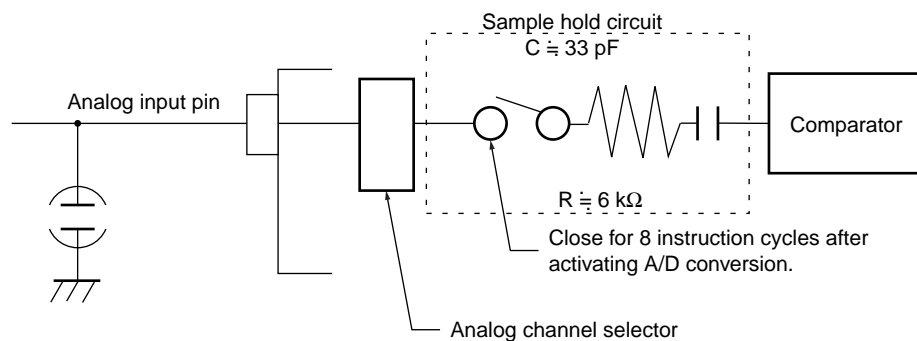 Sample hold circuit
C ≒ 33 pF
Analog input pin
Comparator
R ≒ 6 kΩ
Close for 8 instruction cycles after
activating A/D conversion.
Analog channel selector